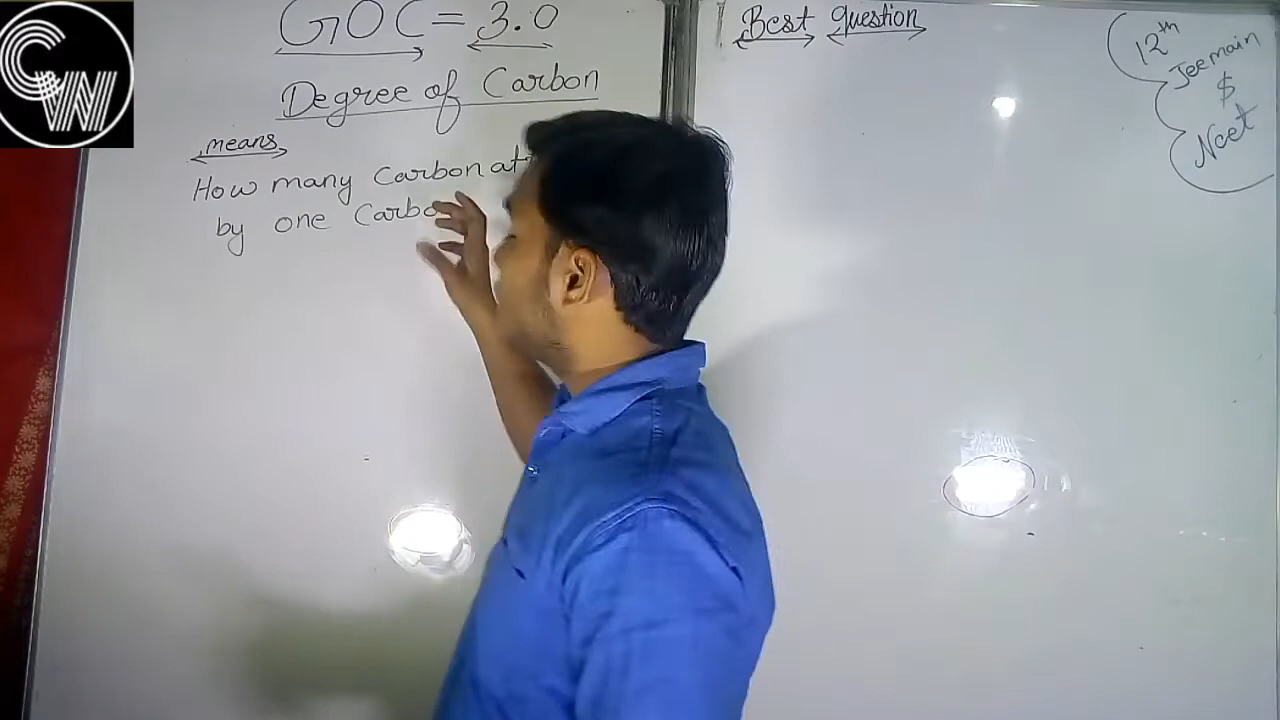 GOC = 3.0
Degree of Carbon
means
How many Carbon at
by one Carbo
Best question
12th
Jee main
$
Neet
CW